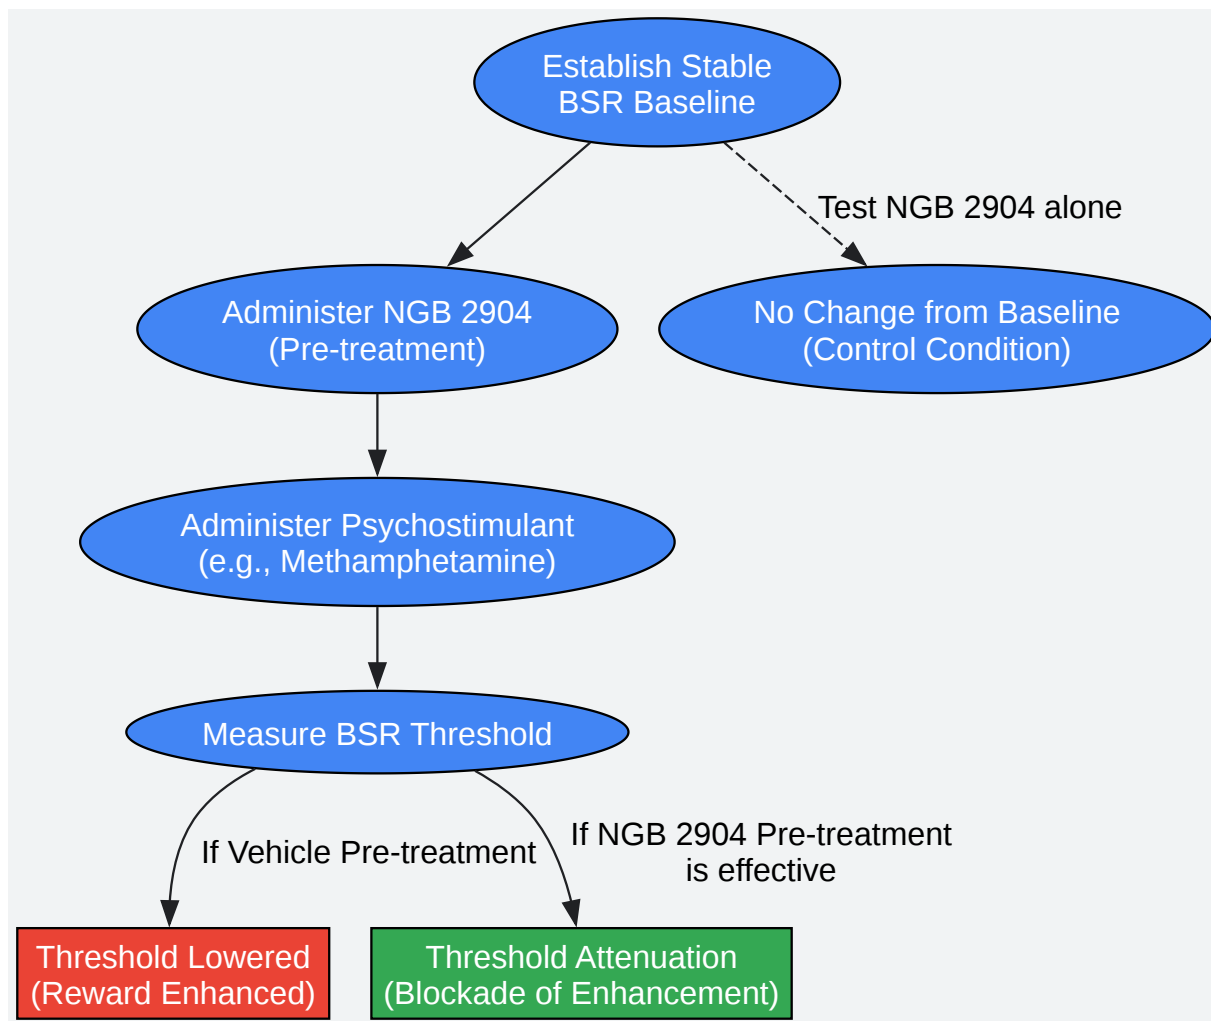 Establish Stable
BSR Baseline
Test NGB 2904 alone
Administer NGB 2904
(Pre-treatment)
No Change from Baseline
(Control Condition)
Administer Psychostimulant
(e.g., Methamphetamine)
Measure BSR Threshold
If Vehicle Pre-treatment
If NGB 2904 Pre-treatment
is effective
Threshold Lowered
(Reward Enhanced)
Threshold Attenuation
(Blockade of Enhancement)